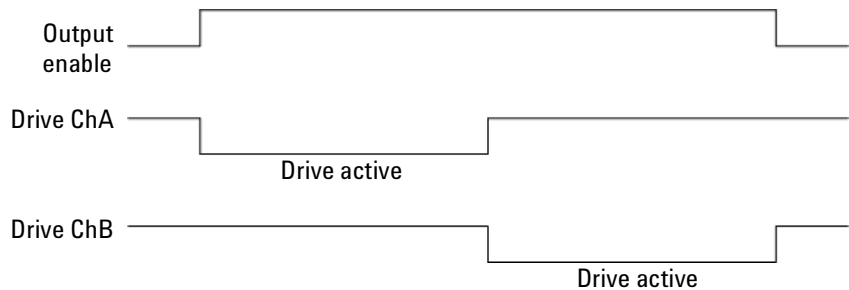 Output
enable
Drive ChA
Drive active
Drive ChB
Drive active